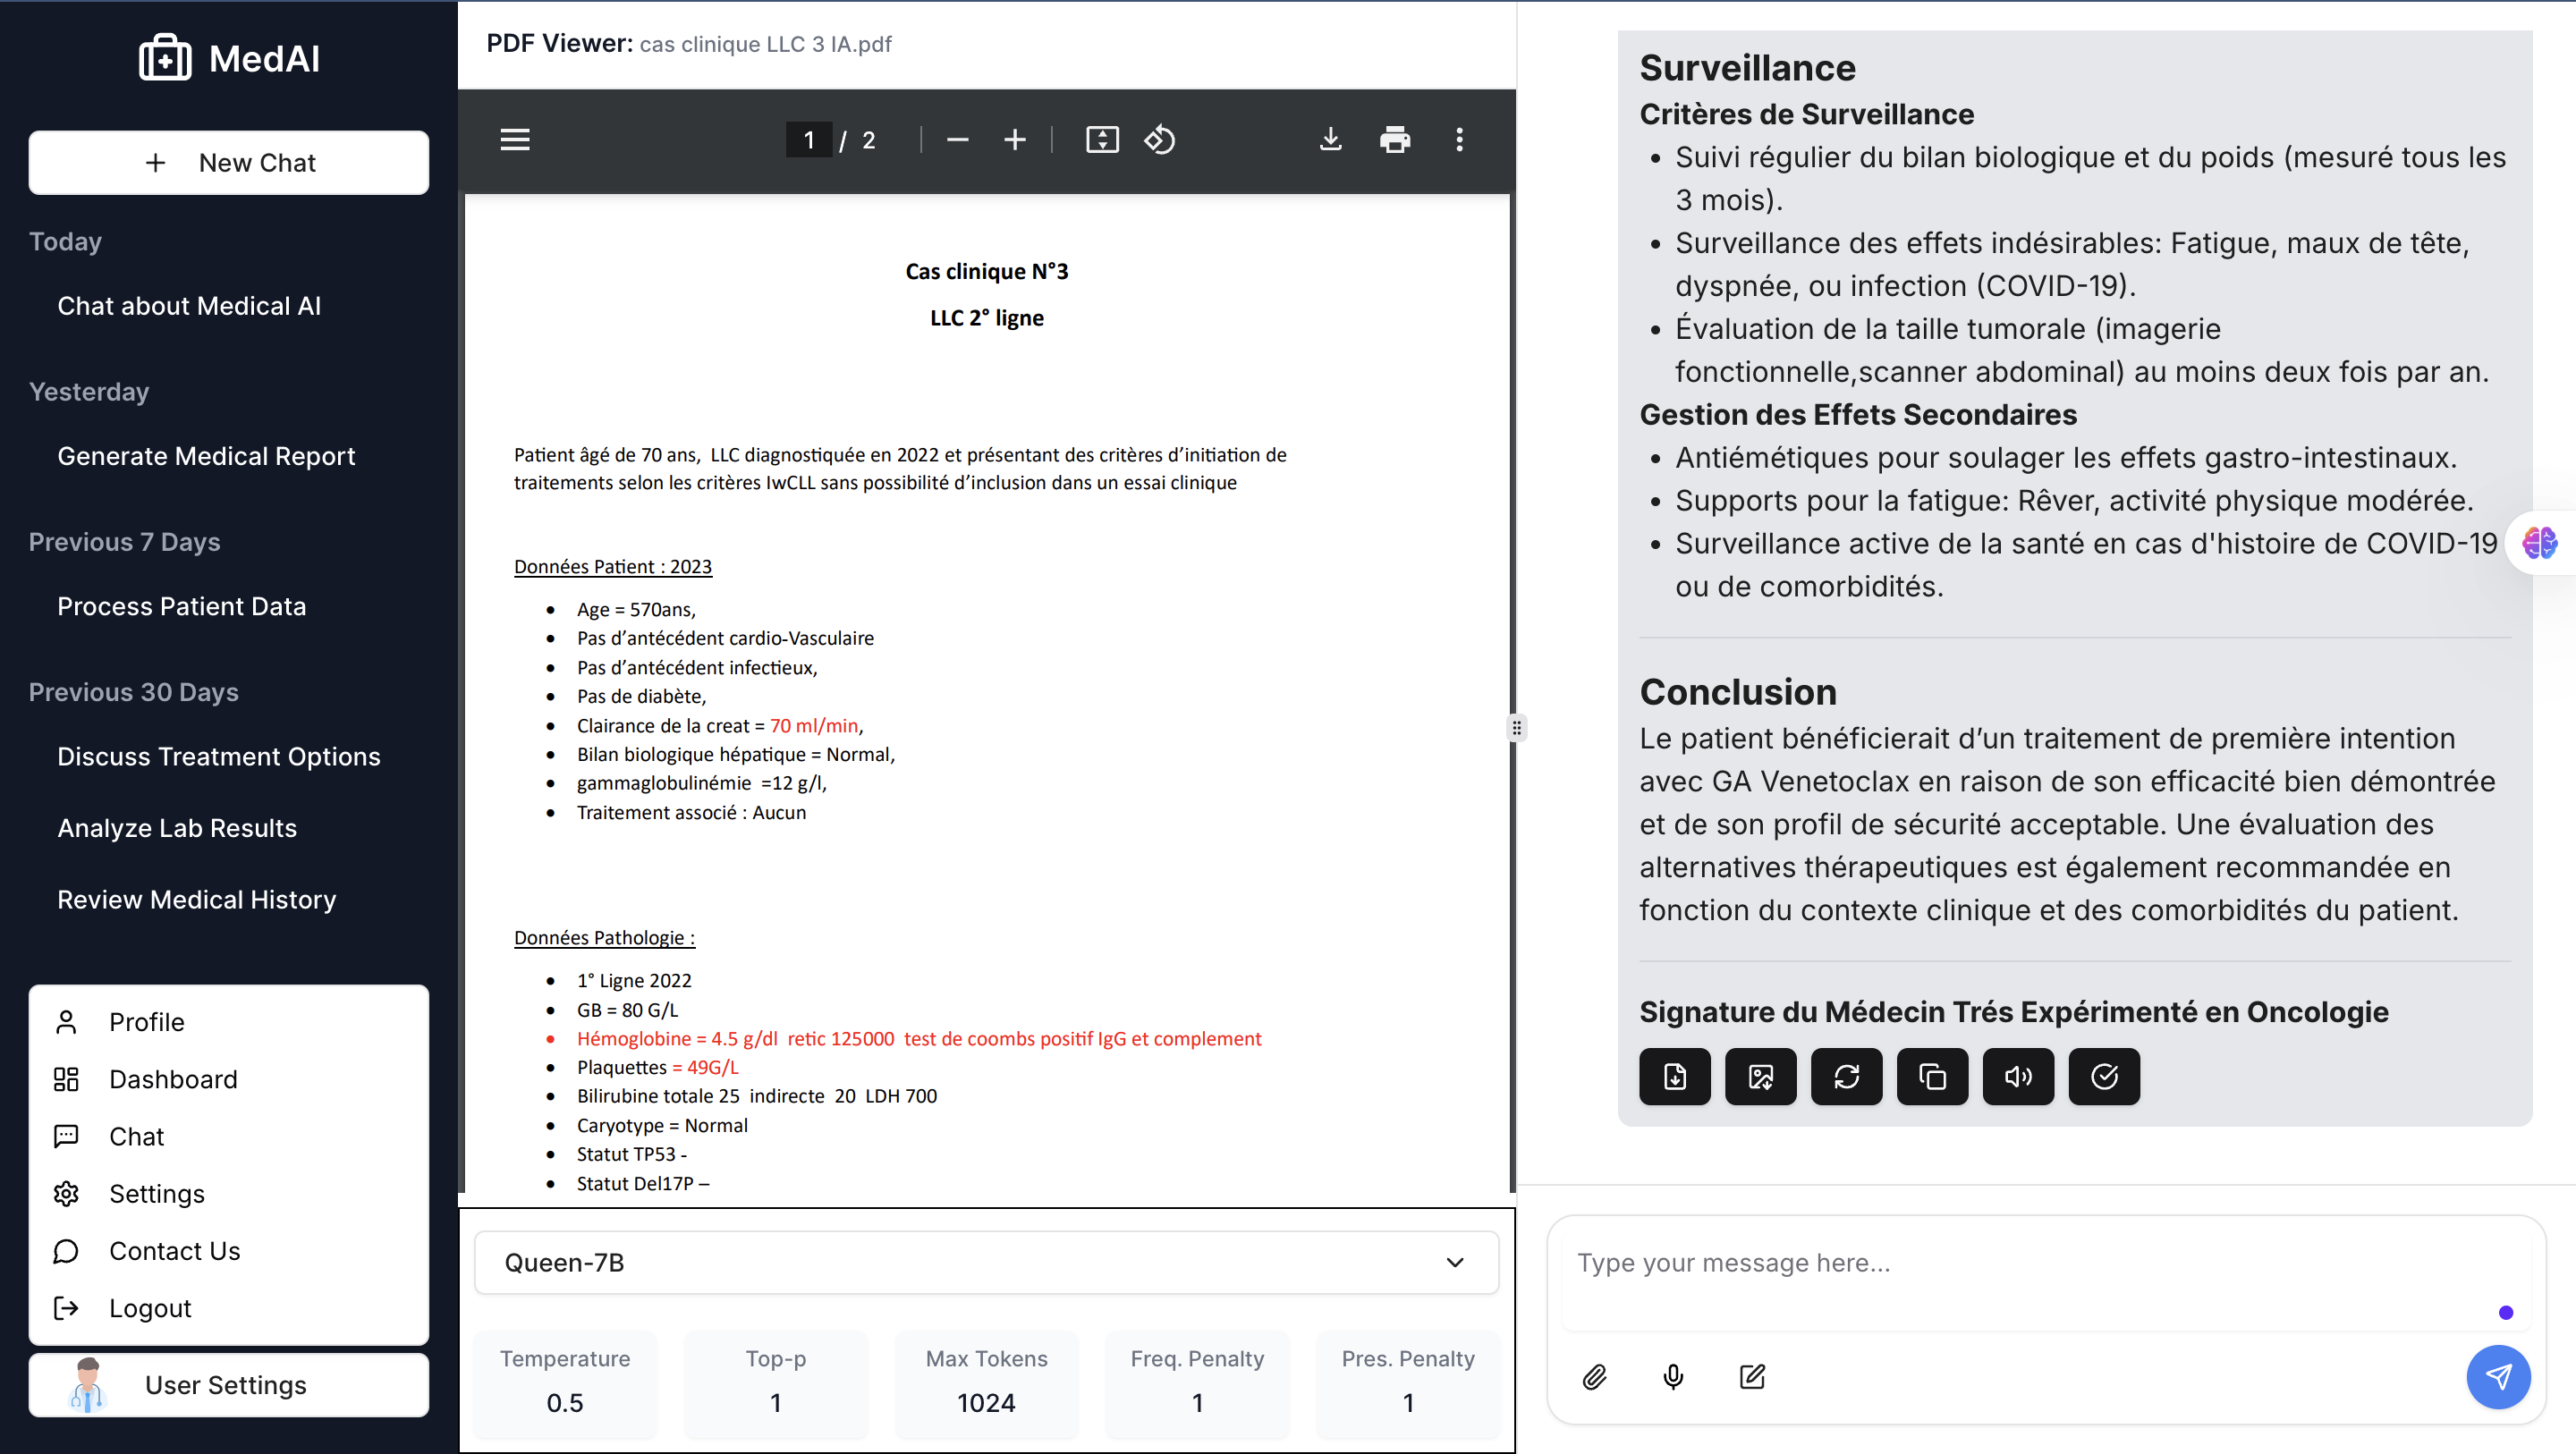 MedAI
New Chat
Today
Chat about Medical AI
Yesterday
Generate Medical Report
Previous 7 Days
Process Patient Data
Previous 30 Days
Discuss Treatment Options
Analyze Lab Results
Review Medical History
Profile
Dashboard
Chat
Settings
Contact Us
Logout
User Settings
PDF Viewer: cas clinique LLC 3 IA.pdf
1 / 2
Cas clinique N°3
LLC 2° ligne
Patient âgé de 70 ans, LLC diagnostiquée en 2022 et présentant des critères d’initiation de
traitements selon les critères IwCLL sans possibilité d’inclusion dans un essai clinique
Données Patient : 2023
• Age = 570ans,
• Pas d’antécédent cardio-Vasculaire
• Pas d’antécédent infectieux,
• Pas de diabète,
• Clairance de la creat = 70 ml/min,
• Bilan biologique hépatique = Normal,
• gammaglobulinémie =12 g/l,
• Traitement associé : Aucun
Données Pathologie :
• 1° Ligne 2022
• GB = 80 G/L
• Hémoglobine = 4.5 g/dl retic 125000 test de coombs positif IgG et complement
• Plaquettes = 49G/L
• Bilirubine totale 25 indirecte 20 LDH 700
• Caryotype = Normal
• Statut TP53 -
• Statut Del17P –
Queen-7B
Temperature
0.5
Top-p
1
Max Tokens
1024
Freq. Penalty
1
Pres. Penalty
1
Surveillance
Critères de Surveillance
• Suivi régulier du bilan biologique et du poids (mesuré tous les
3 mois).
• Surveillance des effets indésirables: Fatigue, maux de tête,
dyspnée, ou infection (COVID-19).
• Évaluation de la taille tumorale (imagerie
fonctionnelle,scanner abdominal) au moins deux fois par an.
Gestion des Effets Secondaires
• Antiémétiques pour soulager les effets gastro-intestinaux.
• Supports pour la fatigue: Rêver, activité physique modérée.
• Surveillance active de la santé en cas d'histoire de COVID-19
ou de comorbidités.
Conclusion
Le patient bénéficierait d’un traitement de première intention
avec GA Venetoclax en raison de son efficacité bien démontrée
et de son profil de sécurité acceptable. Une évaluation des
alternatives thérapeutiques est également recommandée en
fonction du contexte clinique et des comorbidités du patient.
Signature du Médecin Trés Expérimenté en Oncologie
Type your message here...